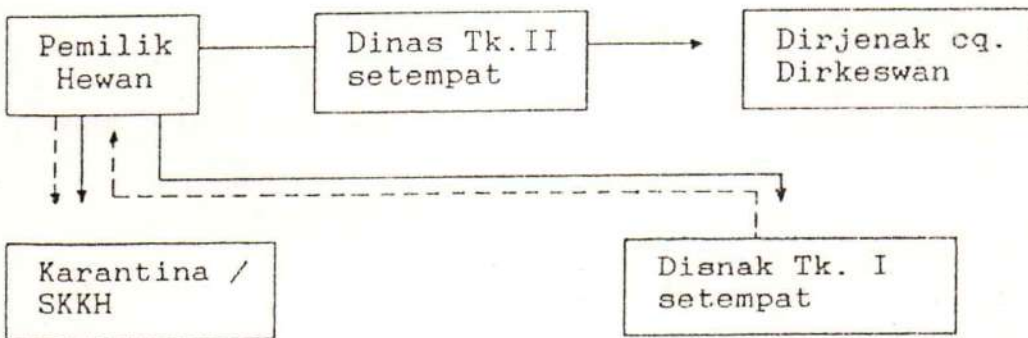 Pemilik
Hewan
Dinas Tk.II
setempat
Dirjenak cq.
Dirkeswan
Karantina /
SKKH
Disnak Tk. I
setempat